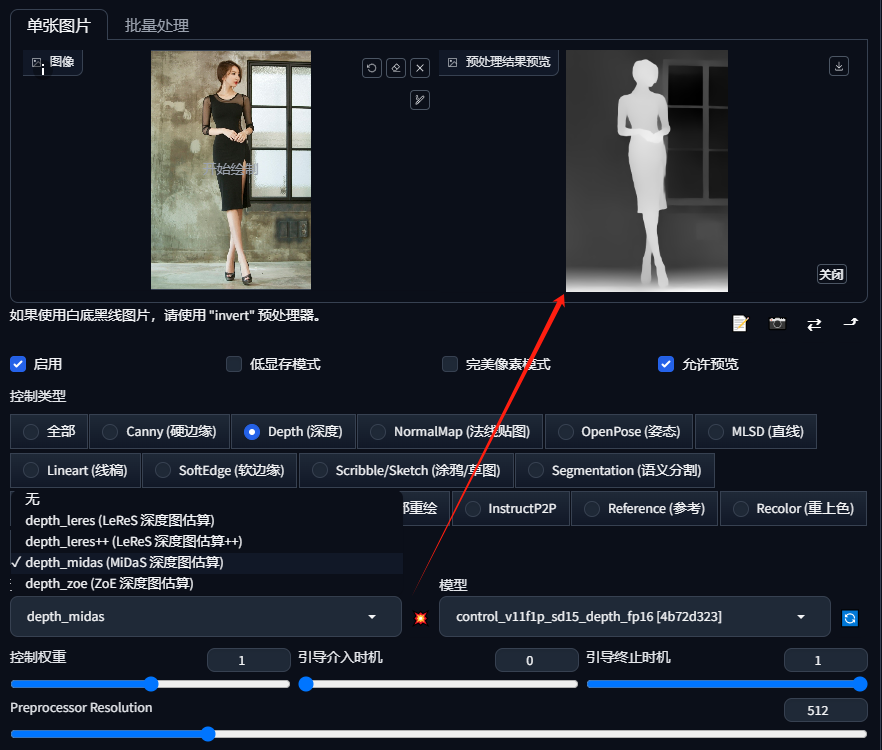 单张图片
批量处理
图像
预处理结果预览
开始绘制
关闭
如果使用白底黑线图片，请使用 "invert" 预处理器。
启用
低显存模式
完美像素模式
允许预览
控制类型
全部
Canny (硬边缘)
Depth (深度)
NormalMap (法线贴图)
OpenPose (姿态)
MLSD (直线)
Lineart (线稿)
SoftEdge (软边缘)
Scribble/Sketch (涂鸦/草图)
Segmentation (语义分割)
无
重绘
InstructP2P
Reference (参考)
Recolor (重上色)
depth_leres (LeReS 深度图估算)
depth_leres++ (LeReS 深度图估算++)
depth_midas (MiDaS 深度图估算)
depth_zoe (ZoE 深度图估算)
模型
depth_midas
control_v11f1p_sd15_depth_fp16 [4b72d323]
控制权重
1
引导介入时机
0
引导终止时机
1
Preprocessor Resolution
512